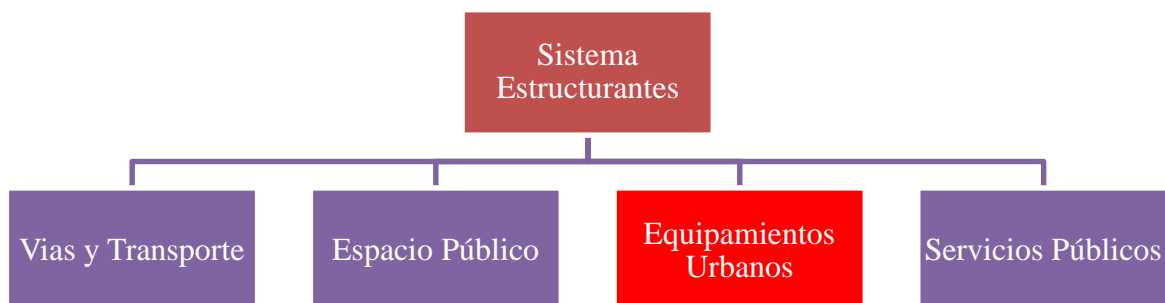 Sistema
Estructurantes
Vias y Transporte
Espacio Público
Equipamientos
Urbanos
Servicios Públicos